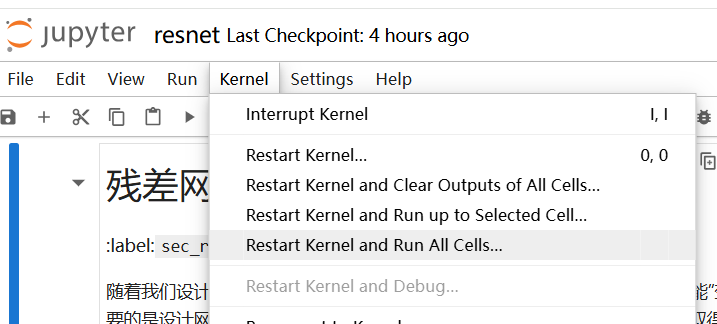 jupyter resnet Last Checkpoint: 4 hours ago
File Edit View Run Kernel Settings Help
Interrupt Kernel I, I
Restart Kernel... 0, 0
Restart Kernel and Clear Outputs of All Cells...
Restart Kernel and Run up to Selected Cell...
Restart Kernel and Run All Cells...
Restart Kernel and Debug...
残差网
:label:
随着我们设计
能"
要的是设计网
取得